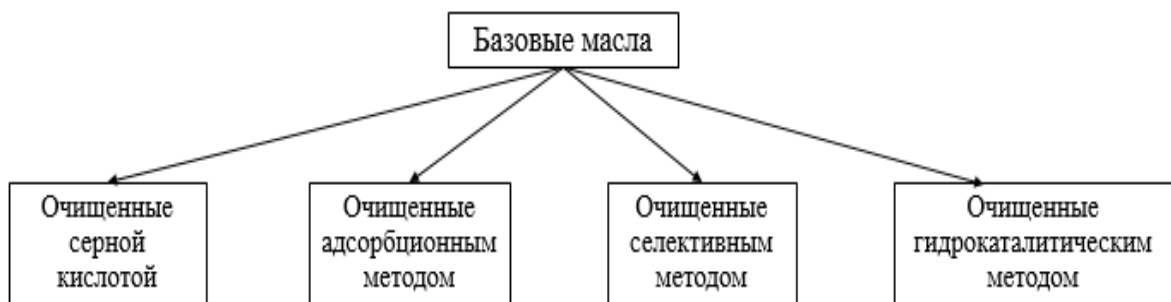 Базовые масла
Очищенные
серной
кислотой
Очищенные
адсорбционным
методом
Очищенные
селективным
методом
Очищенные
гидрокаталитическим
методом